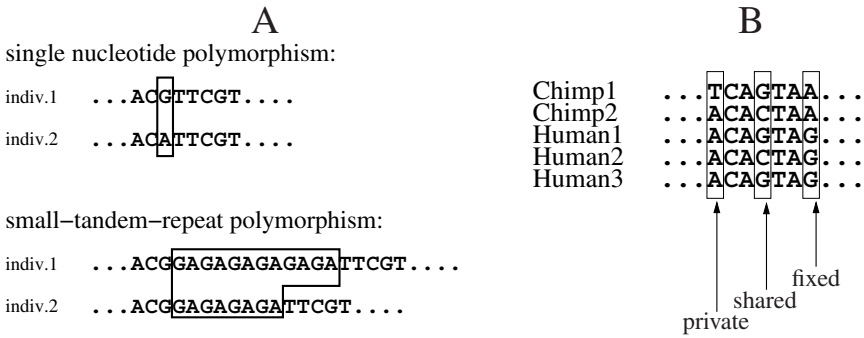 A
single nucleotide polymorphism:
indiv.1 ...ACGTTCGT....
indiv.2 ...ACATTCGT....
small−tandem−repeat polymorphism:
indiv.1 ...ACGGAGAGAGAGAGATTCGT....
indiv.2 ...ACGGAGAGAGATTCGT....
B
Chimp1 ...TCAGTAA...
Chimp2 ...ACACTAA...
Human1 ...ACAGTAG...
Human2 ...ACACTAG...
Human3 ...ACAGTAG...
fixed
shared
private